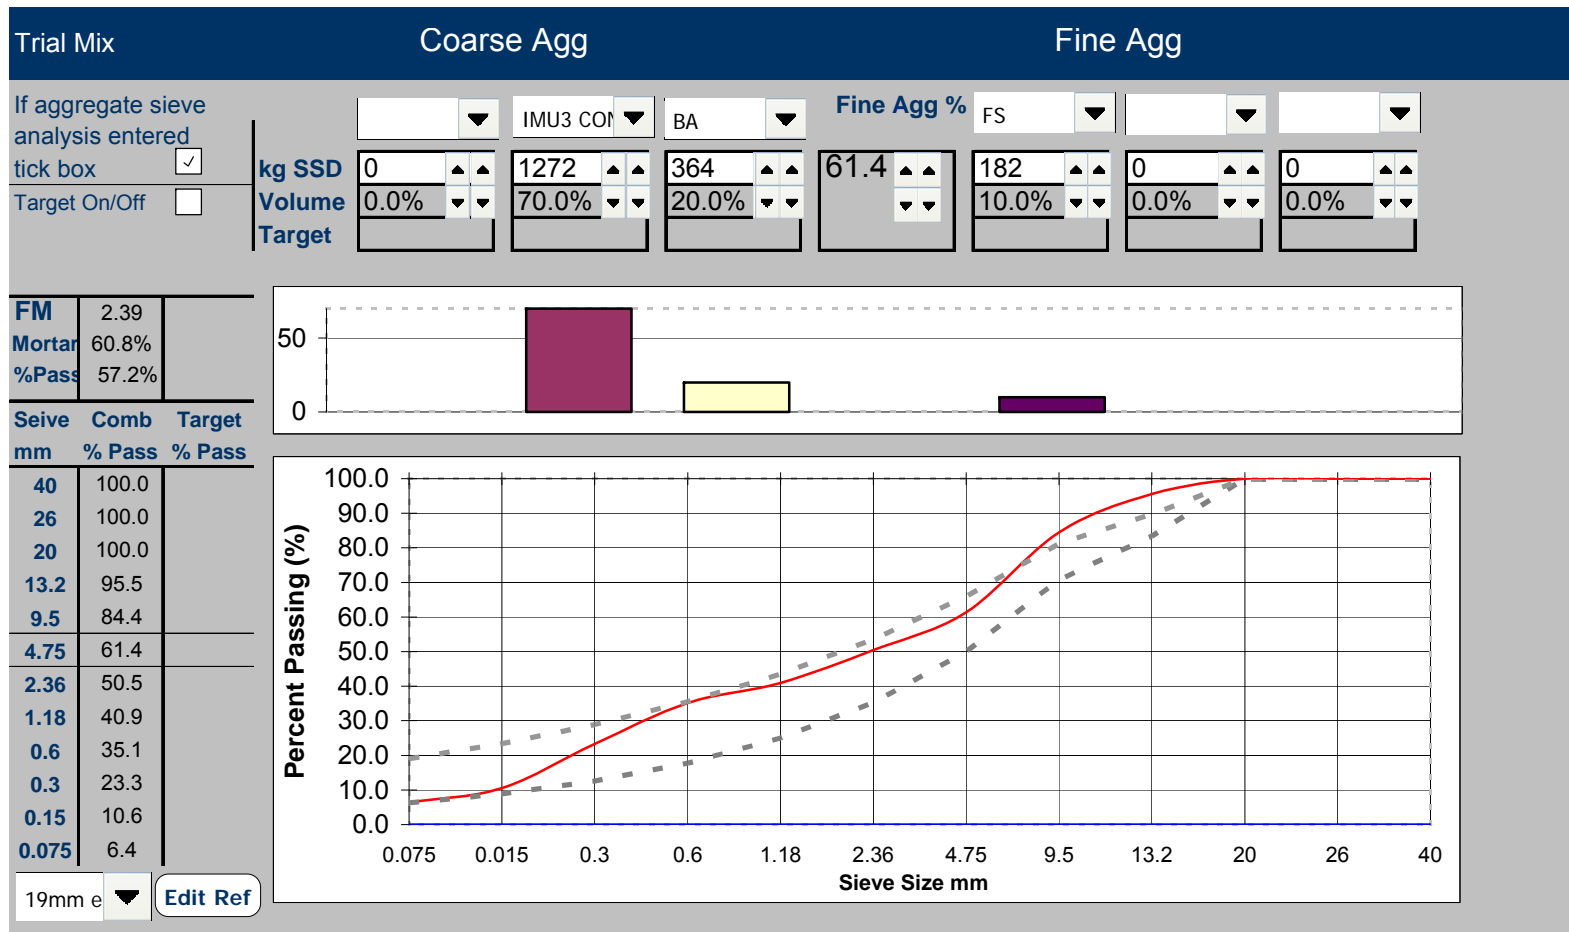 Trial Mix Coarse Agg Fine Agg
If aggregate sieve
analysis entered
tick box
Target On/Off
IMU3 CON BA Fine Agg % FS
kg SSD 0 1272 364 61.4 182 0 0
Volume 0.0% 70.0% 20.0% 10.0% 0.0% 0.0%
Target
FM 2.39
Mortar 60.8%
%Pass 57.2%
Seive Comb Target
mm % Pass % Pass
40 100.0
26 100.0
20 100.0
13.2 95.5
9.5 84.4
4.75 61.4
2.36 50.5
1.18 40.9
0.6 35.1
0.3 23.3
0.15 10.6
0.075 6.4
19mm e Edit Ref
50
0
Percent Passing (%)
100.0
90.0
80.0
70.0
60.0
50.0
40.0
30.0
20.0
10.0
0.0
0.075 0.015 0.3 0.6 1.18 2.36 4.75 9.5 13.2 20 26 40
Sieve Size mm